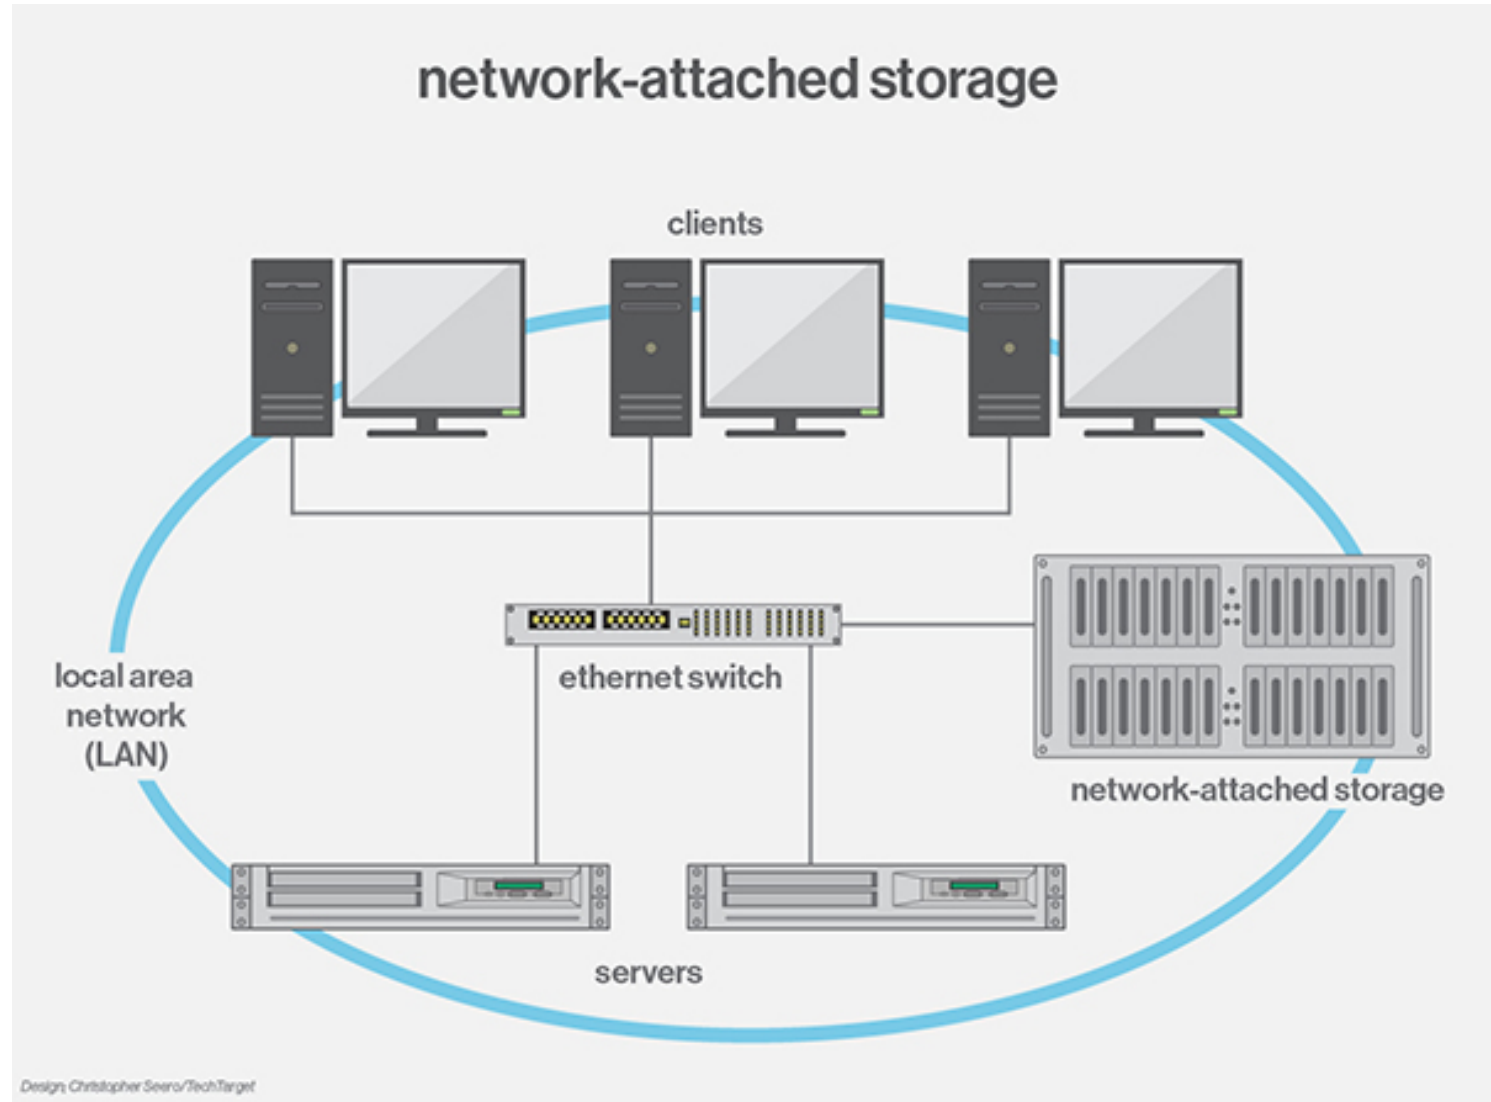 network-attached storage
clients
ethernet switch
local area
network
(LAN)
network-attached storage
servers
Design; Christopher Seero/TechTarget